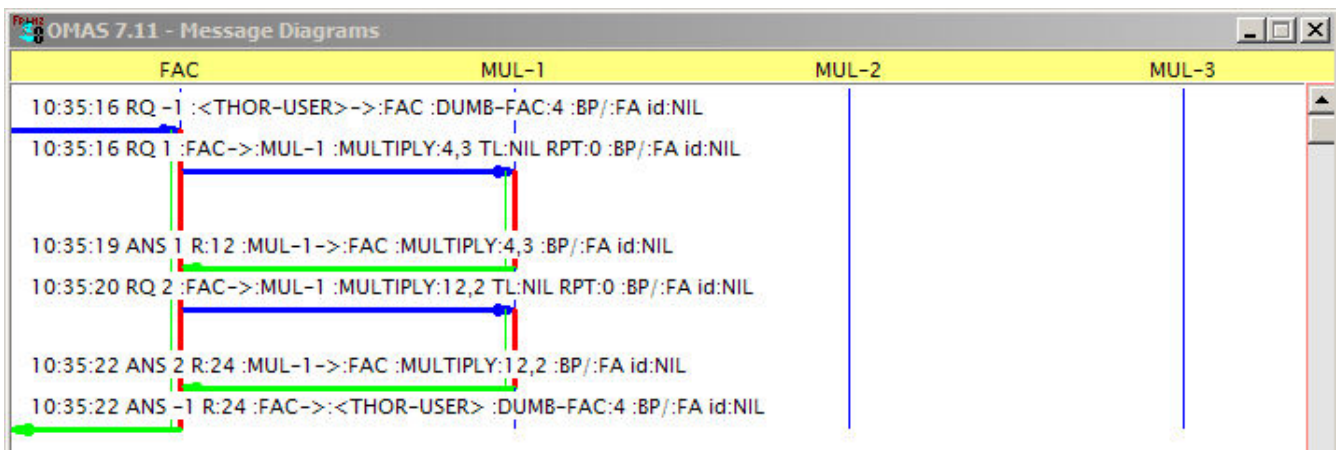 OMAS 7.11 - Message Diagrams
FAC MUL-1 MUL-2 MUL-3
10:35:16 RQ -1 :<THOR-USER>->:FAC :DUMB-FAC:4 :BP/:FA id:NIL
10:35:16 RQ 1 :FAC->:MUL-1 :MULTIPLY:4,3 TL:NIL RPT:0 :BP/:FA id:NIL
10:35:19 ANS 1 R:12 :MUL-1->:FAC :MULTIPLY:4,3 :BP/:FA id:NIL
10:35:20 RQ 2 :FAC->:MUL-1 :MULTIPLY:12,2 TL:NIL RPT:0 :BP/:FA id:NIL
10:35:22 ANS 2 R:24 :MUL-1->:FAC :MULTIPLY:12,2 :BP/:FA id:NIL
10:35:22 ANS -1 R:24 :FAC->:<THOR-USER> :DUMB-FAC:4 :BP/:FA id:NIL